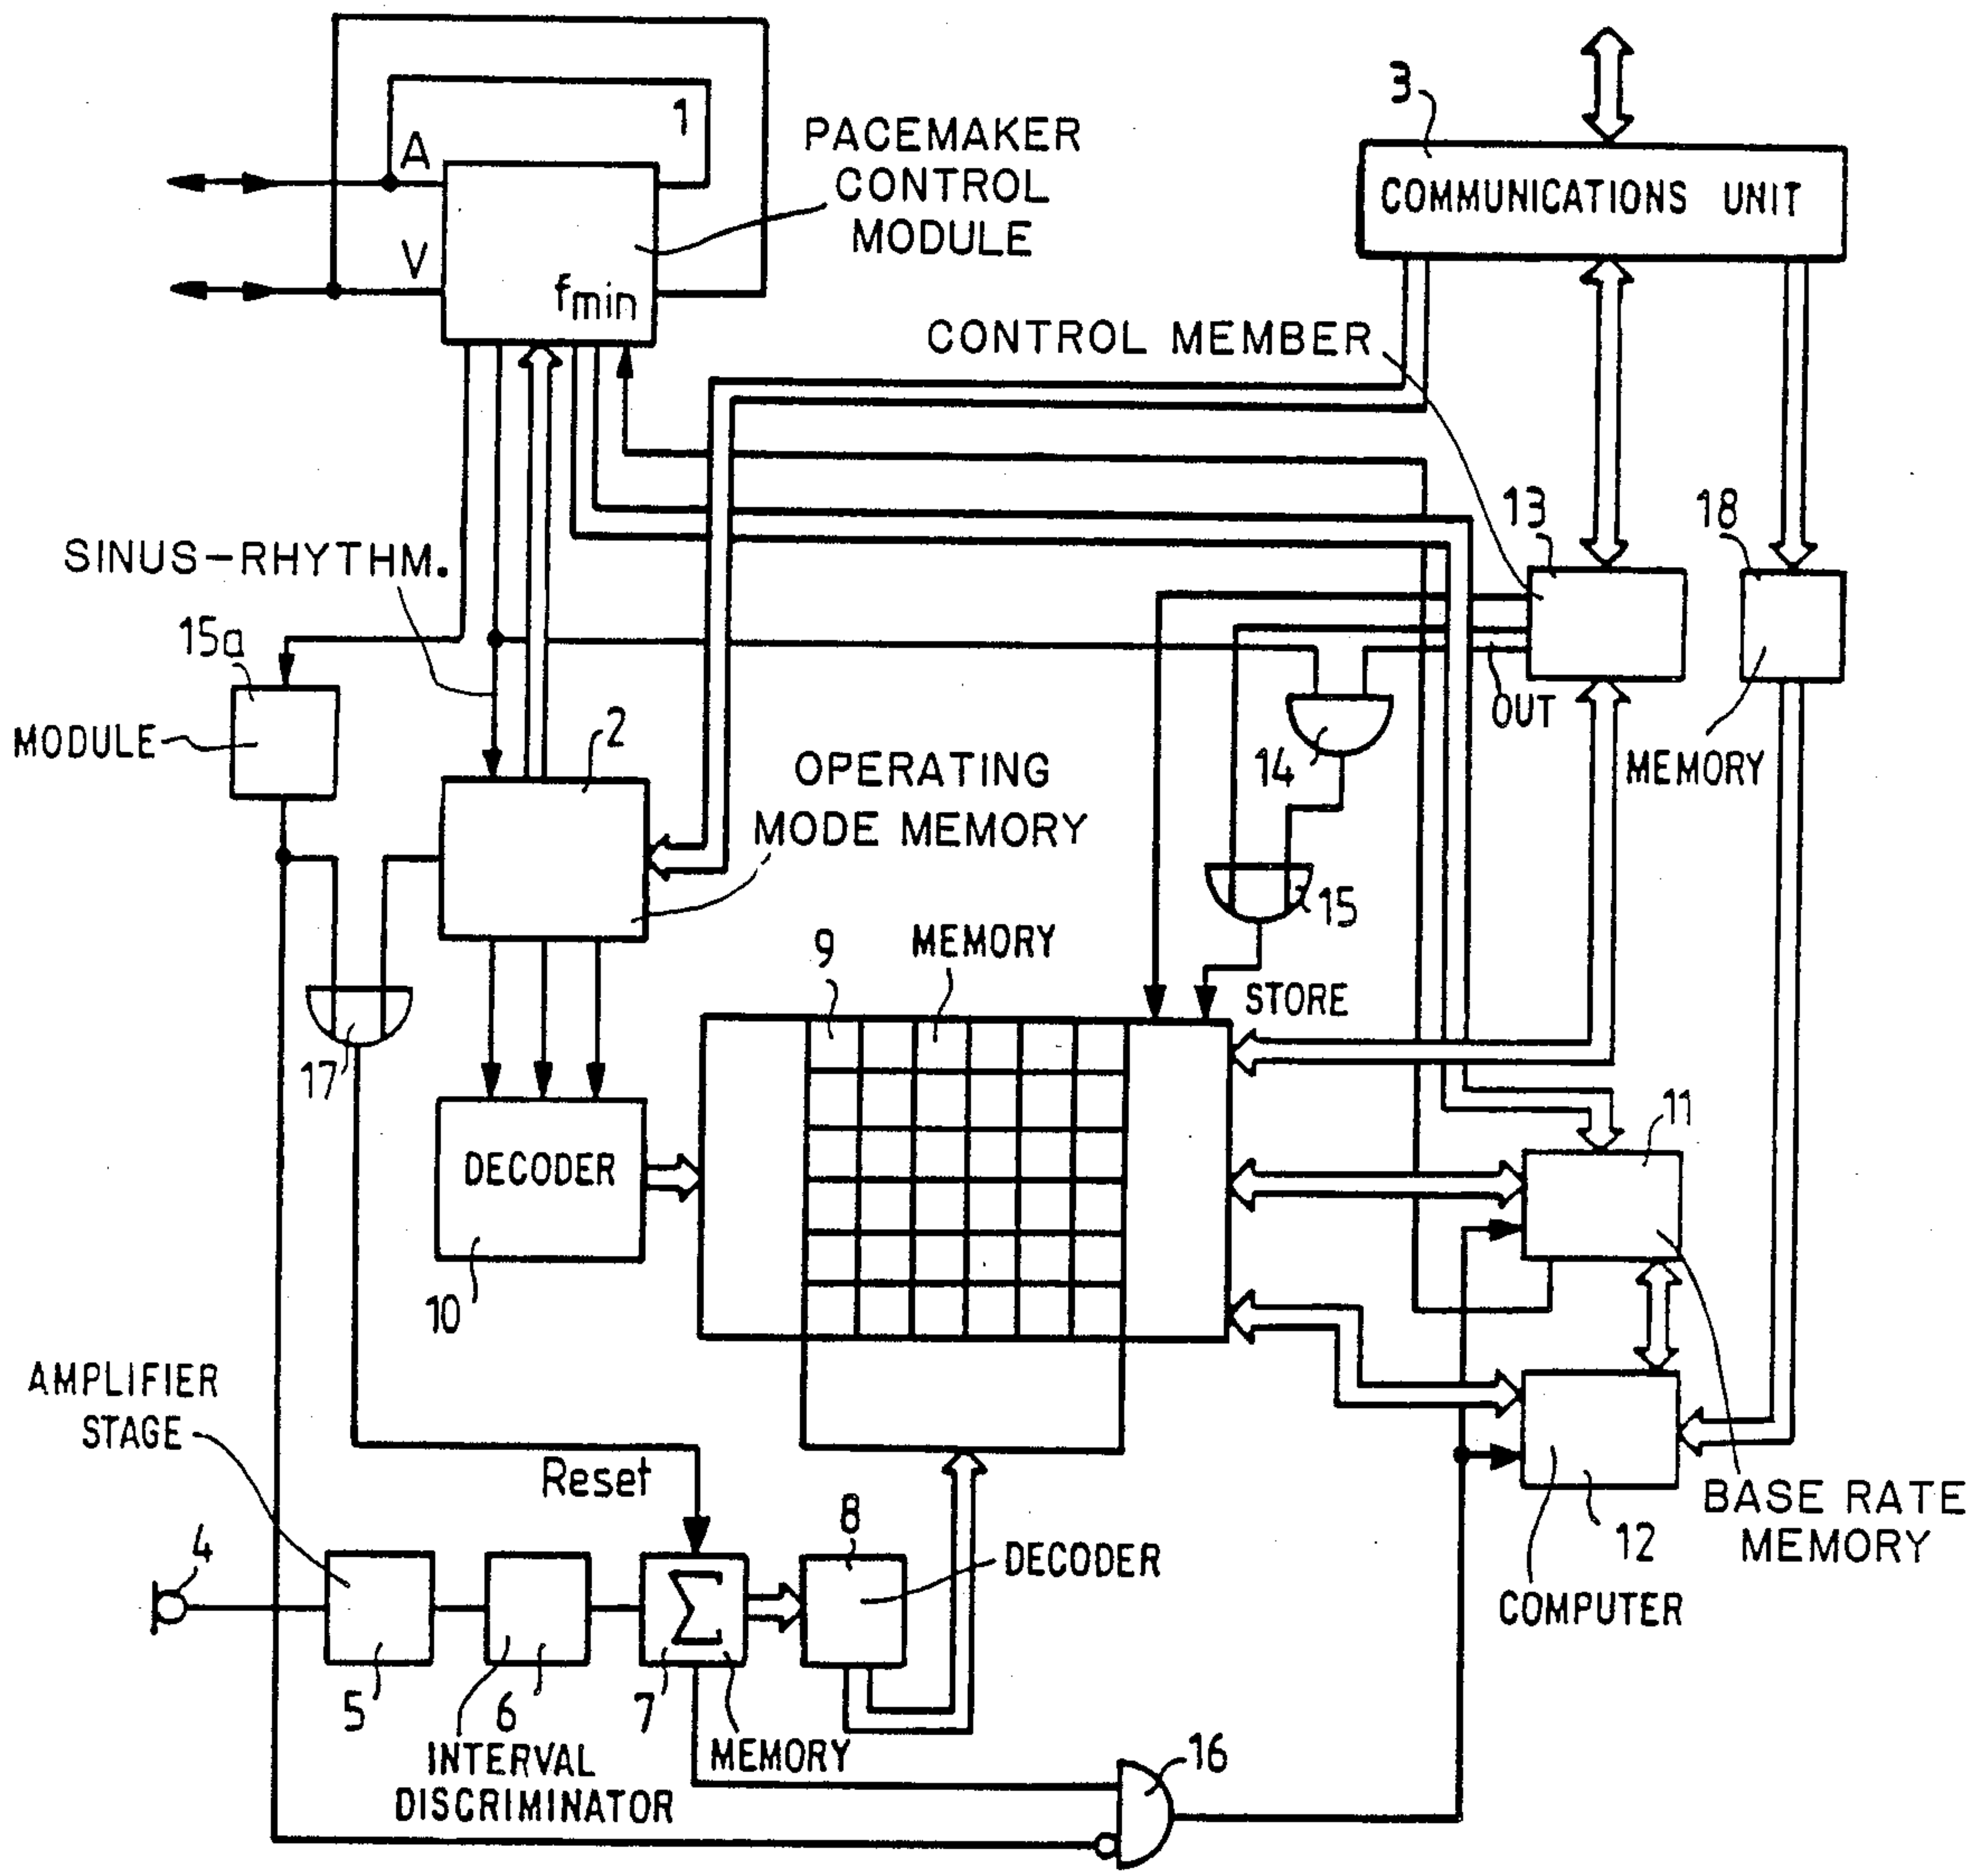 1
A
V
fmin
PACEMAKER
CONTROL
MODULE
3
COMMUNICATIONS UNIT
CONTROL MEMBER
13
18
SINUS-RHYTHM.
15a
MODULE
2
OPERATING
MODE MEMORY
14
OUT
MEMORY
15
9
MEMORY
STORE
17
DECODER
10
11
AMPLIFIER
STAGE
Reset
BASE RATE
MEMORY
12
COMPUTER
4
8
DECODER
Σ
5
6
7
INTERVAL
DISCRIMINATOR
MEMORY
16